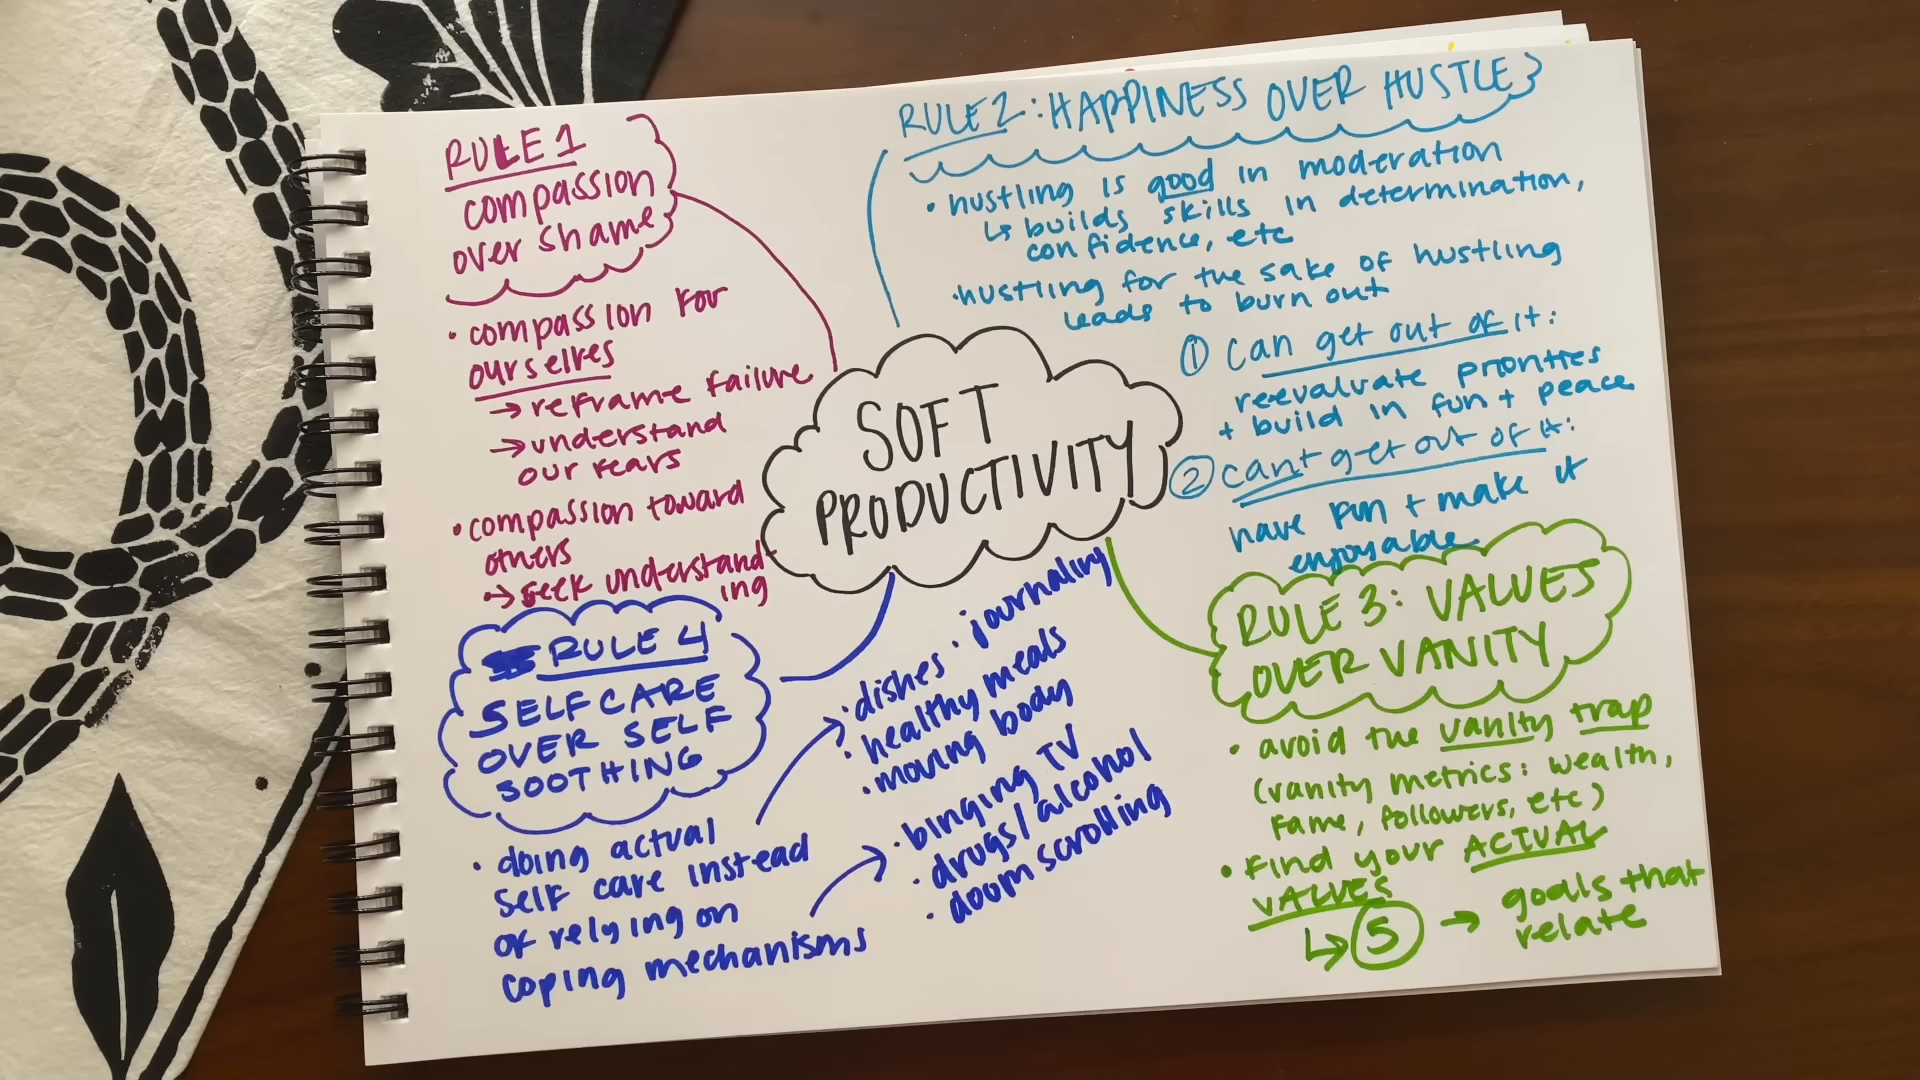 SOFT
PRODUCTIVITY
RULE 1
compassion
over shame
• compassion for
ourselves
→ reframe failure
→ understand
our fears
• compassion toward
others
→ seek understand-
ing
RULE 2: HAPPINESS OVER HUSTLE
• hustling is good in moderation
↳ builds skills in determination,
confidence, etc
• hustling for the sake of hustling
leads to burn out
① can get out of it:
reevaluate priorities
+ build in fun + peace
② cant get out of it:
have fun + make it
enjoyable
RULE 3: VALUES
OVER VANITY
• avoid the vanity trap
(vanity metrics: wealth,
fame, followers, etc)
• Find your ACTUAL
VALUES
↳ 5 → goals that
relate
RULE 4
SELFCARE
OVER SELF
SOOTHING
• doing actual
self care instead
of relying on
coping mechanisms
• dishes • journaling
• healthy meals
• moving body
• binging TV
• drugs/alcohol
• doom scrolling